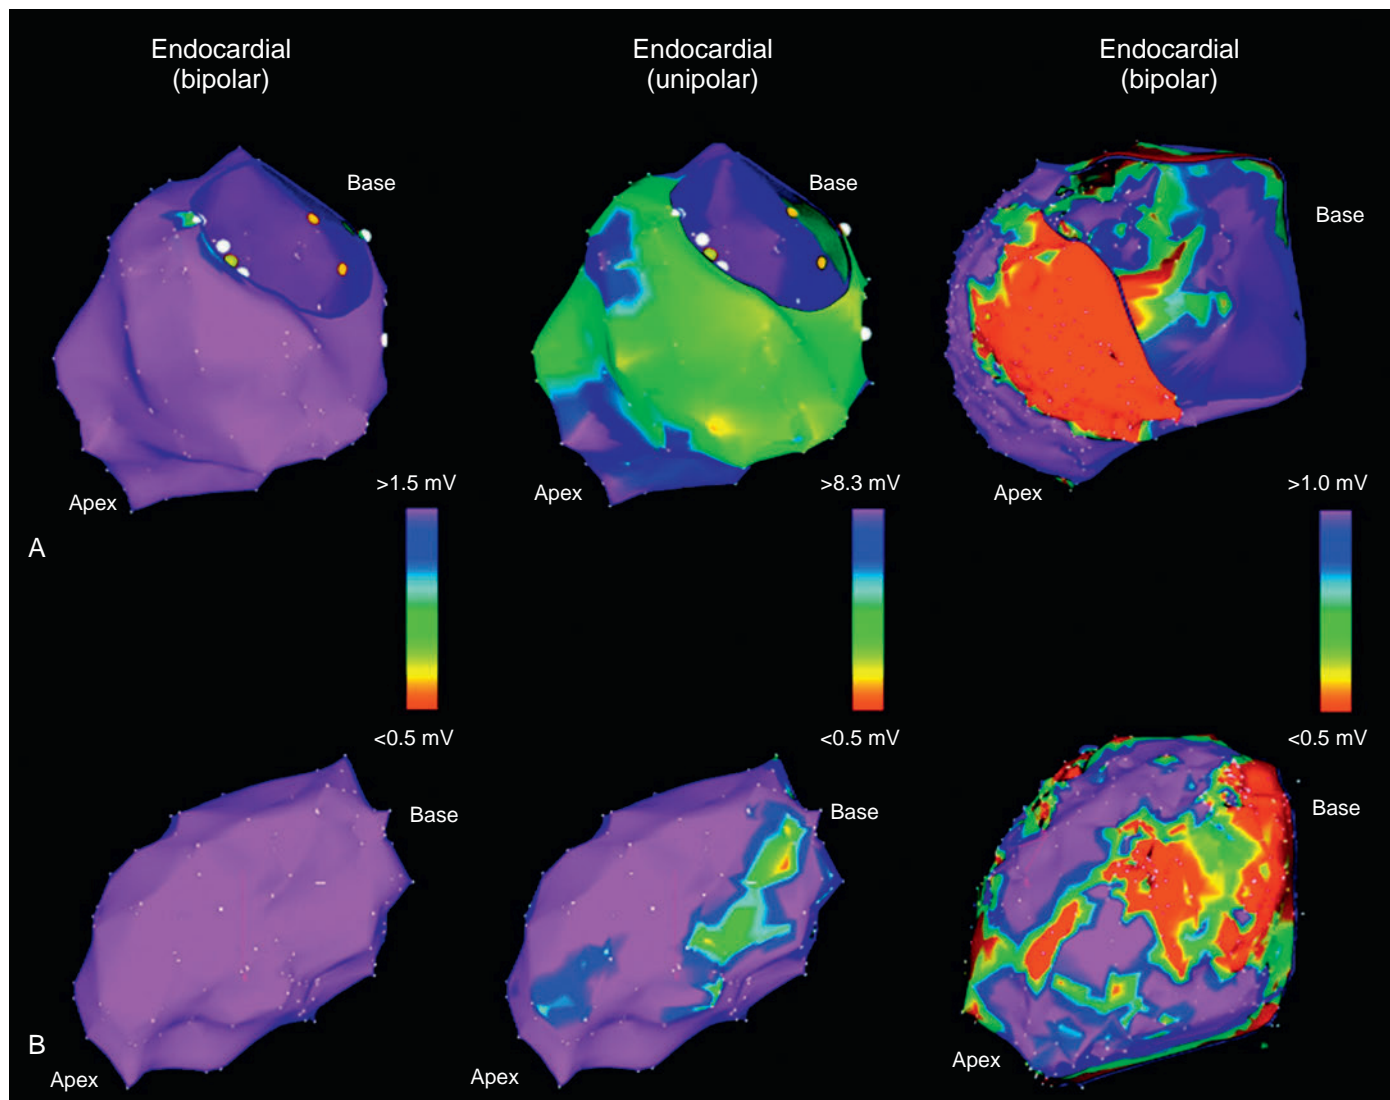 Endocardial
(bipolar)
Endocardial
(unipolar)
Endocardial
(bipolar)
Base
Base
Base
Apex
Apex
Apex
>1.5 mV
>8.3 mV
>1.0 mV
A
<0.5 mV
<0.5 mV
<0.5 mV
Base
Base
Base
B
Apex
Apex
Apex